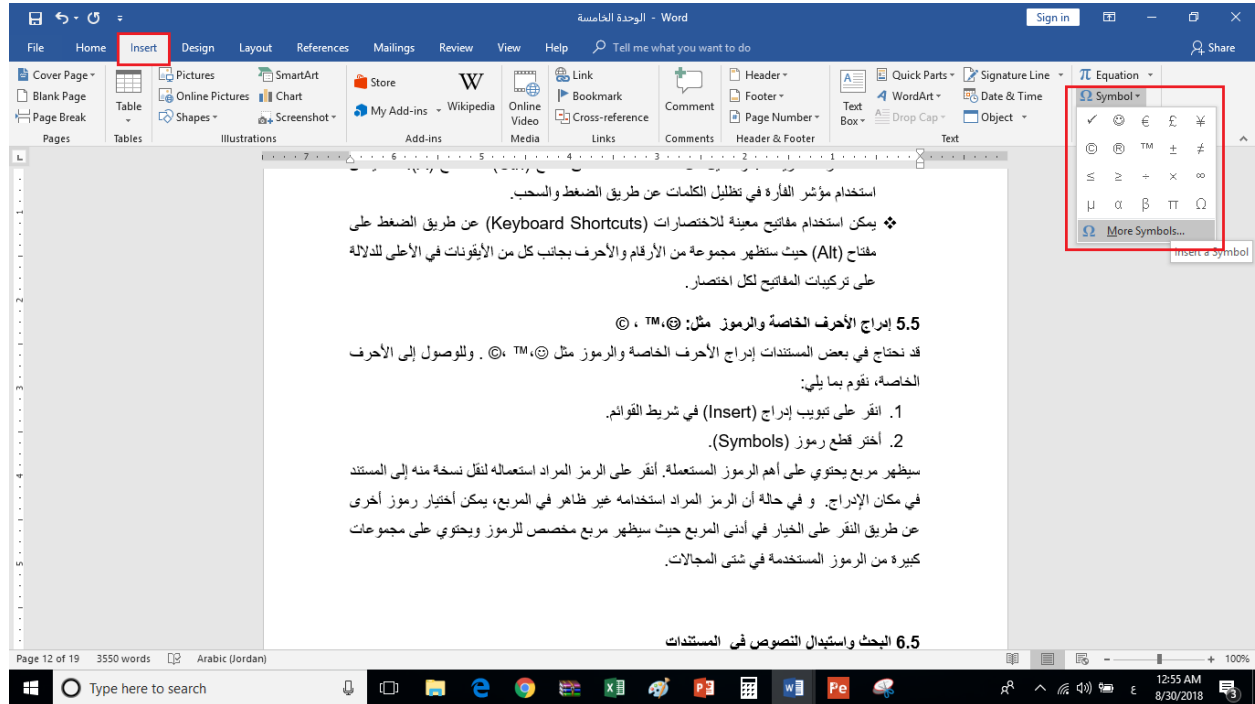 الوحدة الخامسة - Word
Sign in
File Home Insert Design Layout References Mailings Review View Help Tell me what you want to do Share
Cover Page
Blank Page
Page Break
Pages
Table
Tables
Pictures
Online Pictures
Shapes
SmartArt
Chart
Screenshot
Illustrations
Store
My Add-ins
W
Wikipedia
Add-ins
Online Video
Media
Link
Bookmark
Cross-reference
Links
Comment
Comments
Header
Footer
Page Number
Header & Footer
Text Box
Quick Parts
WordArt
Drop Cap
Signature Line
Date & Time
Object
Text
π Equation
Ω Symbol
✓ ☺ € £ ¥
© ® ™ ± ≠
≤ ≥ ÷ × ∞
µ α β π Ω
Ω More Symbols...
Insert a Symbol
7 6 5 4 3 2 1
استخدام مؤشر الفأرة في تظليل الكلمات عن طريق الضغط والسحب.
❖ يمكن استخدام مفاتيح معينة للاختصارات (Keyboard Shortcuts) عن طريق الضغط على
مفتاح (Alt) حيث ستظهر مجموعة من الأرقام والأحرف بجانب كل من الأيقونات في الأعلى للدلالة
على تركيبات المفاتيح لكل اختصار.
5.5 إدراج الأحرف الخاصة والرموز مثل: ☺،™ ، ©
قد نحتاج في بعض المستندات إدراج الأحرف الخاصة والرموز مثل ☺،™ ،© . وللوصول إلى الأحرف
الخاصة، نقوم بما يلي:
1. انقر على تبويب إدراج (Insert) في شريط القوائم.
2. أختر قطع رموز (Symbols).
سيظهر مربع يحتوي على أهم الرموز المستعملة. أنقر على الرمز المراد استعماله لنقل نسخة منه إلى المستند
في مكان الإدراج. و في حالة أن الرمز المراد استخدامه غير ظاهر في المربع، يمكن أختيار رموز أخرى
عن طريق النقر على الخيار في أدنى المربع حيث سيظهر مربع مخصص للرموز ويحتوي على مجموعات
كبيرة من الرموز المستخدمة في شتى المجالات.
6.5 البحث واستبدال النصوص في المستندات
Page 12 of 19 3550 words Arabic (Jordan) 100%
Type here to search
ع
12:55 AM
8/30/2018
3